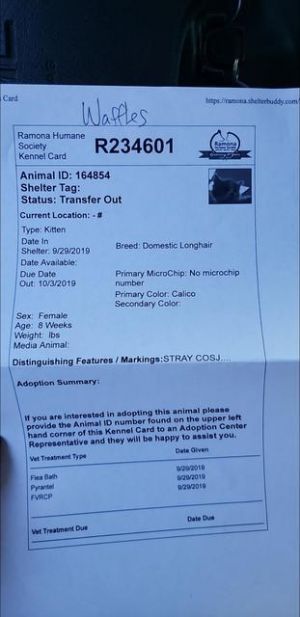 Card
https://ramona.shelterbuddy.com
Waffles
Ramona Humane
Society
Kennel Card
R234601
Ramona
Animal ID: 164854
Shelter Tag:
Status: Transfer Out
Current Location: - #
Type: Kitten
Date In
Shelter: 9/29/2019
Breed: Domestic Longhair
Date Available:
Due Date
Out: 10/3/2019
Primary MicroChip: No microchip
number
Primary Color: Calico
Secondary Color:
Sex: Female
Age: 8 Weeks
Weight: lbs
Media Animal:
Distinguishing Features / Markings:STRAY COSJ....
Adoption Summary:
If you are interested in adopting this animal please
provide the Animal ID number found on the upper left
hand corner of this Kennel Card to an Adoption Center
Representative and they will be happy to assist you.
Vet Treatment Type Date Given
Flea Bath 9/29/2019
Pyrantel 9/29/2019
FVRCP 9/29/2019
Vet Treatment Due Date Due